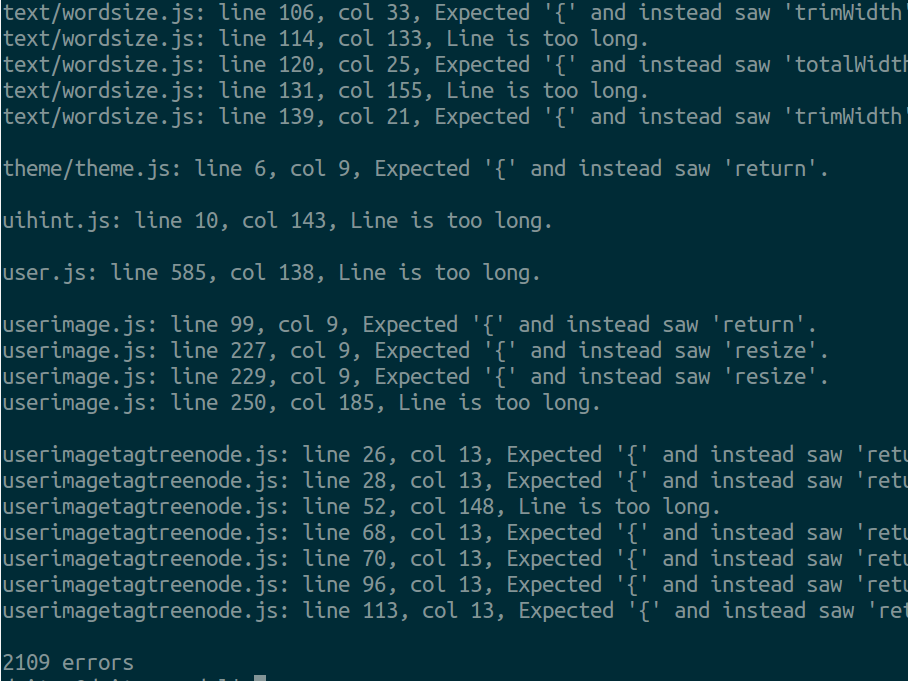 text/wordsize.js: line 106, col 33, Expected '{' and instead saw 'trimWidth'
text/wordsize.js: line 114, col 133, Line is too long.
text/wordsize.js: line 120, col 25, Expected '{' and instead saw 'totalWidth
text/wordsize.js: line 131, col 155, Line is too long.
text/wordsize.js: line 139, col 21, Expected '{' and instead saw 'trimWidth'
theme/theme.js: line 6, col 9, Expected '{' and instead saw 'return'.
uihint.js: line 10, col 143, Line is too long.
user.js: line 585, col 138, Line is too long.
userimage.js: line 99, col 9, Expected '{' and instead saw 'return'.
userimage.js: line 227, col 9, Expected '{' and instead saw 'resize'.
userimage.js: line 229, col 9, Expected '{' and instead saw 'resize'.
userimage.js: line 250, col 185, Line is too long.
userimagetagtreenode.js: line 26, col 13, Expected '{' and instead saw 'retu
userimagetagtreenode.js: line 28, col 13, Expected '{' and instead saw 'retu
userimagetagtreenode.js: line 52, col 148, Line is too long.
userimagetagtreenode.js: line 68, col 13, Expected '{' and instead saw 'retu
userimagetagtreenode.js: line 70, col 13, Expected '{' and instead saw 'retu
userimagetagtreenode.js: line 96, col 13, Expected '{' and instead saw 'retu
userimagetagtreenode.js: line 113, col 13, Expected '{' and instead saw 'ret
2109 errors